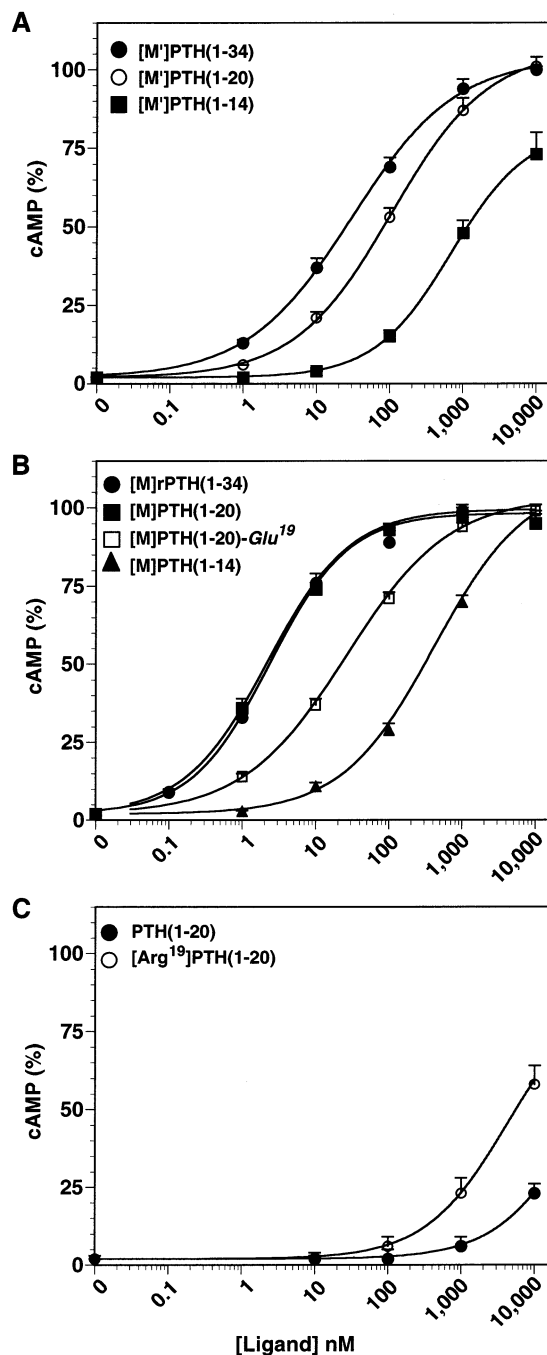 A
[M']PTH(1-34)
[M']PTH(1-20)
[M']PTH(1-14)
cAMP (%)
100
75
50
25
0
0
0.1
1
10
100
1,000
10,000
B
[M]rPTH(1-34)
[M]PTH(1-20)
[M]PTH(1-20)-Glu19
[M]PTH(1-14)
cAMP (%)
100
75
50
25
0
0
0.1
1
10
100
1,000
10,000
C
PTH(1-20)
[Arg19]PTH(1-20)
cAMP (%)
100
75
50
25
0
0
0.1
1
10
100
1,000
10,000
[Ligand] nM